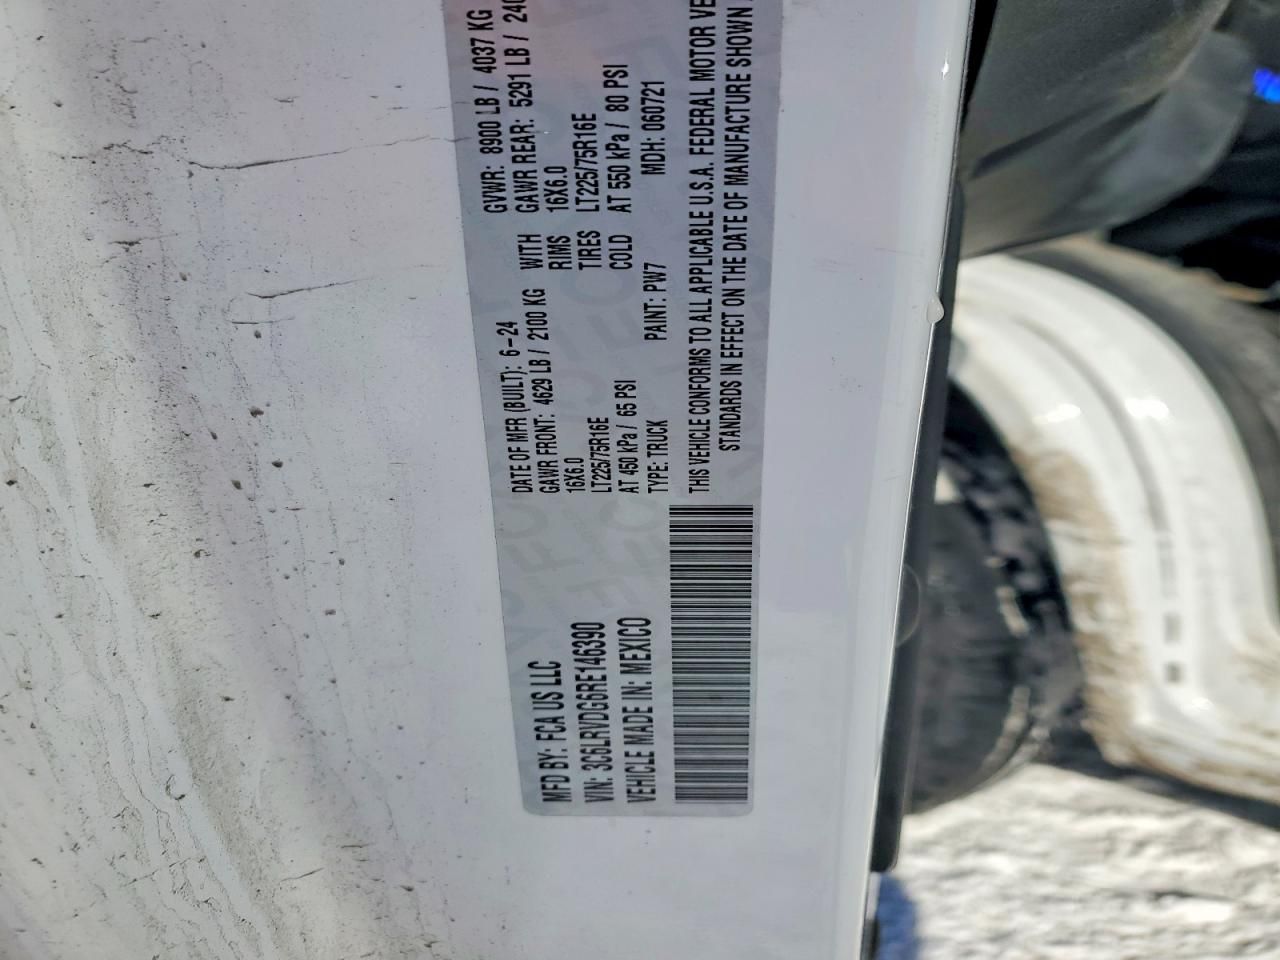 MFD BY: FCA US LLC
DATE OF MFR (BUILT): 6-24
GVWR: 8900 LB / 4037 KG
GAWR FRONT: 4629 LB / 2100 KG WITH
GAWR REAR: 5291 LB /
16X6.0 RIMS 16X6.0
LT225/75R16E TIRES LT225/75R16E
AT 450 kPa / 65 PSI COLD AT 550 kPa / 80 PSI
VIN: 3C6LRVDG6RE146390
TYPE: TRUCK PAINT: PW7 MDH: 060721
VEHICLE MADE IN: MEXICO
THIS VEHICLE CONFORMS TO ALL APPLICABLE U.S.A. FEDERAL MOTOR
STANDARDS IN EFFECT ON THE DATE OF MANUFACTURE SHOWN